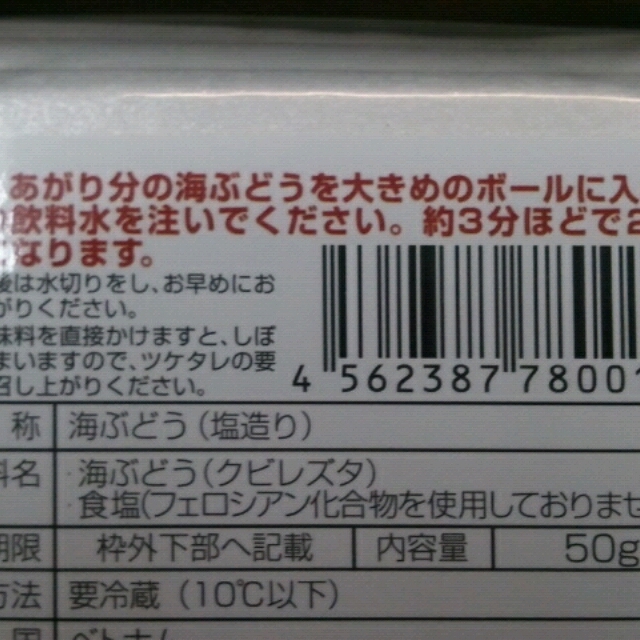 あがり分の海ぶどうを大きめのボールに入
飲料水を注いでください。約3分ほどで2
なります。
後は水切りをし、お早めにお
がりください。
味料を直接かけますと、しぼ
まいますので、ツケタレの要
召し上がりください。
4 562387 78001
称 海ぶどう(塩造り)
料名 ・海ぶどう(クビレズタ)
・食塩(フェロシアン化合物を使用しておりませ
期限 枠外下部へ記載 内容量 50g
方法 要冷蔵(10℃以下)
国 ベトナム